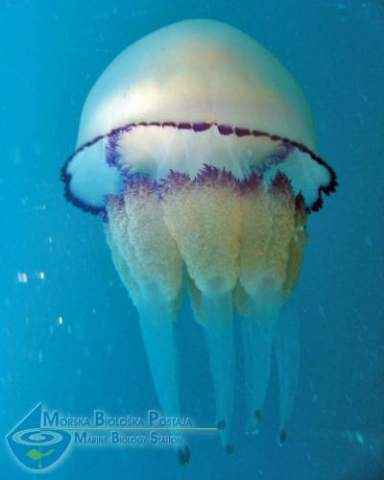 MORSKA BIOLOŠKA POSTAJA
MARINE BIOLOGY STATION